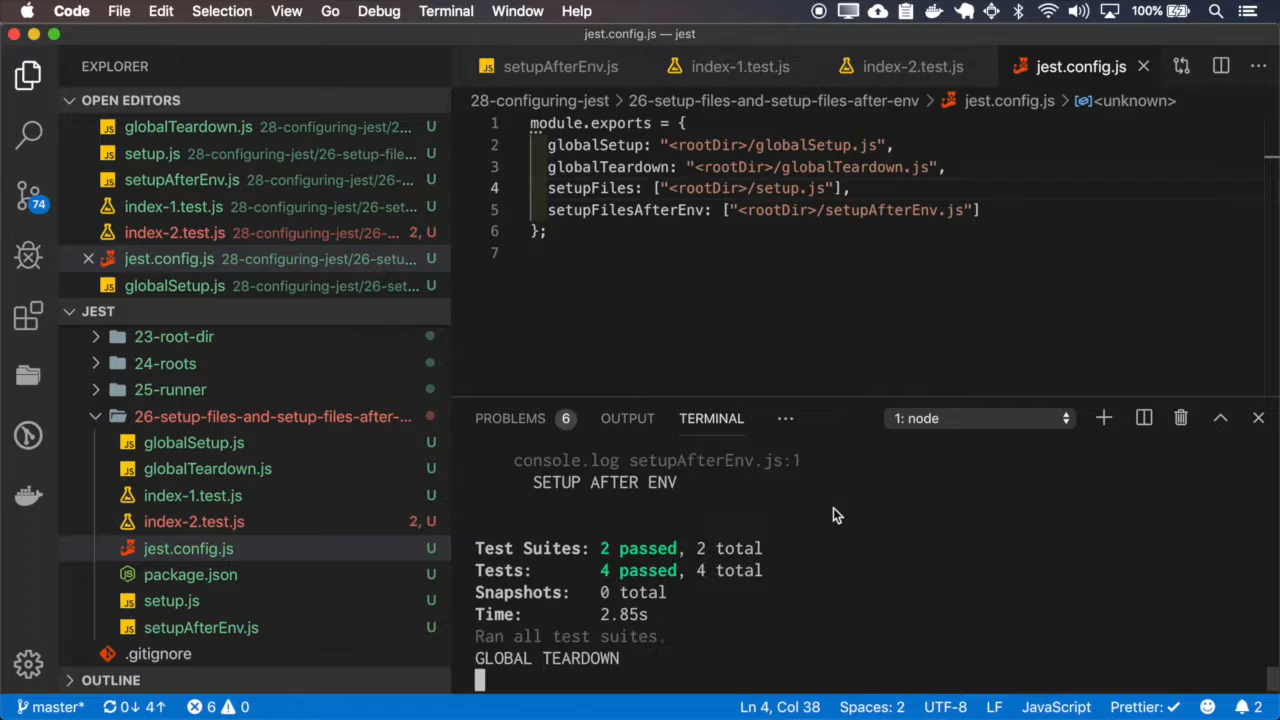 Code File Edit Selection View Go Debug Terminal Window Help 100%
jest.config.js — jest
EXPLORER
OPEN EDITORS
JS globalTeardown.js 28-configuring-jest/2... U
JS setup.js 28-configuring-jest/26-setup-file... U
JS setupAfterEnv.js 28-configuring-jest/26... U
index-1.test.js 28-configuring-jest/26-setup... U
index-2.test.js 28-configuring-jest/26-... 2, U
jest.config.js 28-configuring-jest/26-setu... U
globalSetup.js 28-configuring-jest/26-set... U
74
JEST
23-root-dir
24-roots
25-runner
26-setup-files-and-setup-files-after-...
JS globalSetup.js U
JS globalTeardown.js U
index-1.test.js U
index-2.test.js 2, U
jest.config.js U
package.json U
JS setup.js U
JS setupAfterEnv.js U
.gitignore
OUTLINE
JS setupAfterEnv.js index-1.test.js index-2.test.js jest.config.js
28-configuring-jest > 26-setup-files-and-setup-files-after-env > jest.config.js > <unknown>
1 module.exports = {
2 globalSetup: "<rootDir>/globalSetup.js",
3 globalTeardown: "<rootDir>/globalTeardown.js",
4 setupFiles: ["<rootDir>/setup.js"],
5 setupFilesAfterEnv: ["<rootDir>/setupAfterEnv.js"]
6 };
7
PROBLEMS 6 OUTPUT TERMINAL ... 1: node
console.log setupAfterEnv.js:1
SETUP AFTER ENV
Test Suites: 2 passed, 2 total
Tests: 4 passed, 4 total
Snapshots: 0 total
Time: 2.85s
Ran all test suites.
GLOBAL TEARDOWN
master* 0↓ 4↑ 6 0 Ln 4, Col 38 Spaces: 2 UTF-8 LF JavaScript Prettier: ✓ 2